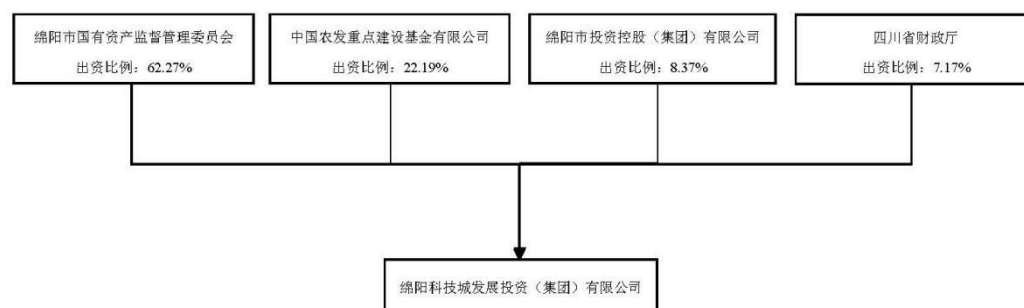 绵阳市国有资产监督管理委员会
出资比例：62.27%
中国农发重点建设基金有限公司
出资比例：22.19%
绵阳市投资控股（集团）有限公司
出资比例：8.37%
四川省财政厅
出资比例：7.17%
绵阳科技城发展投资（集团）有限公司